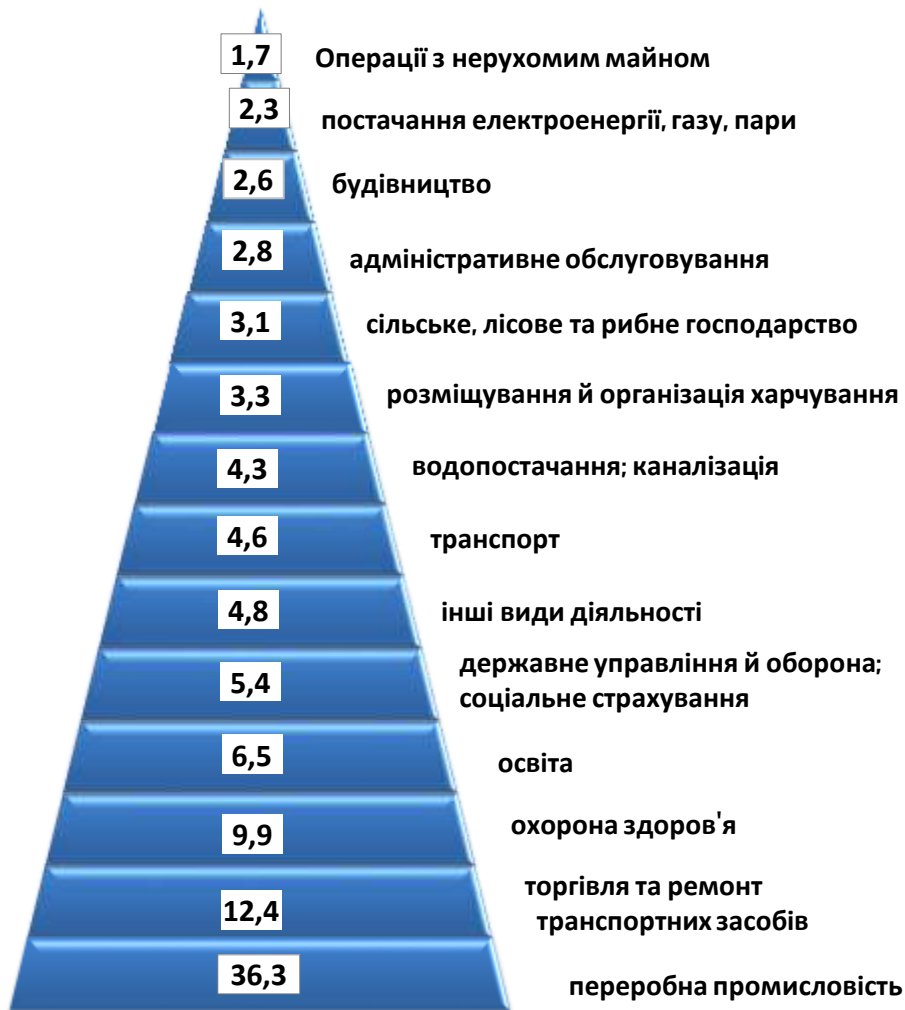 1,7 Операції з нерухомим майном
2,3 постачання електроенергії, газу, пари
2,6 будівництво
2,8 адміністративне обслуговування
3,1 сільське, лісове та рибне господарство
3,3 розміщування й організація харчування
4,3 водопостачання; каналізація
4,6 транспорт
4,8 інші види діяльності
5,4 державне управління й оборона;
соціальне страхування
6,5 освіта
9,9 охорона здоров'я
12,4 торгівля та ремонт
транспортних засобів
36,3 переробна промисловість